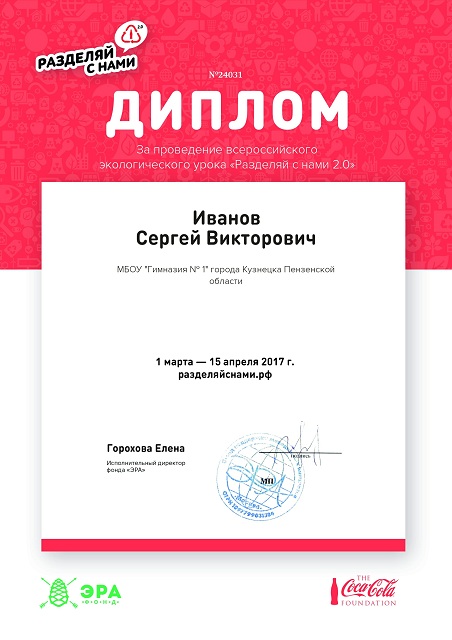 РАЗДЕЛЯЙ
С НАМИ
2.0
№24031
ДИПЛОМ
За проведение всероссийского
экологического урока «Разделяй с нами 2.0»
Иванов
Сергей Викторович
МБОУ "Гимназия № 1" города Кузнецка Пензенской
области
1 марта — 15 апреля 2017 г.
разделяйснами.рф
Горохова Елена
Исполнительный директор
фонда «ЭРА»
подпись
МП
ЭРА
ФОНД
THE
Coca-Cola
FOUNDATION